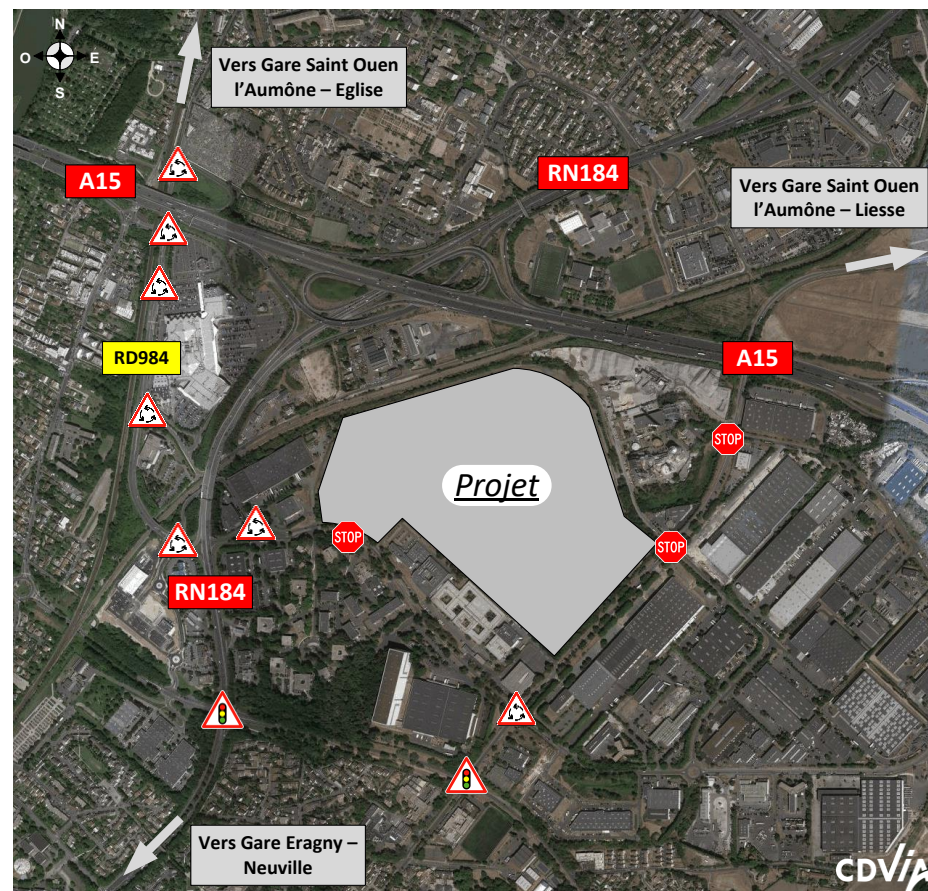 N
O
E
S
Vers Gare Saint Ouen
l’Aumône – Eglise
A15
RN184
Vers Gare Saint Ouen
l’Aumône – Liesse
RD984
A15
STOP
Projet
STOP
STOP
RN184
Vers Gare Eragny –
Neuville
CDVIA